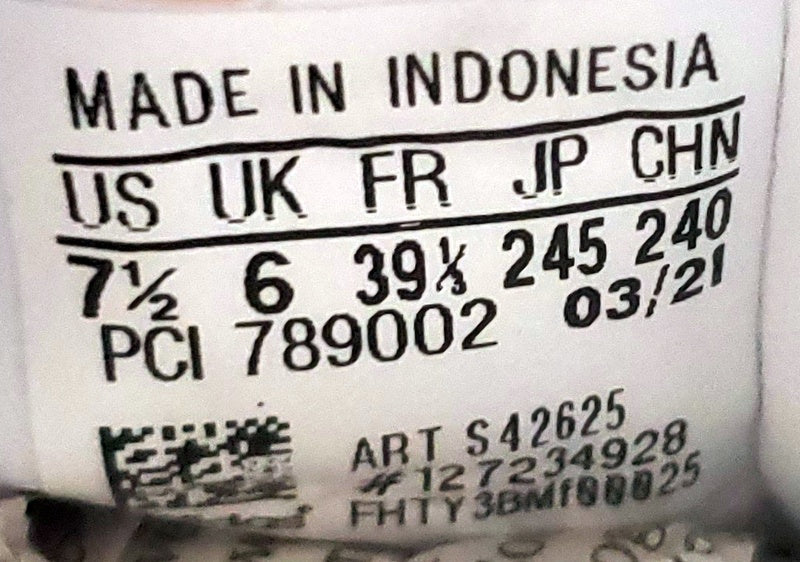 MADE IN INDONESIA
US UK FR JP CHN
7½ 6 39⅓ 245 240
PCI 789002 03/21
ART S42625
# 127234928